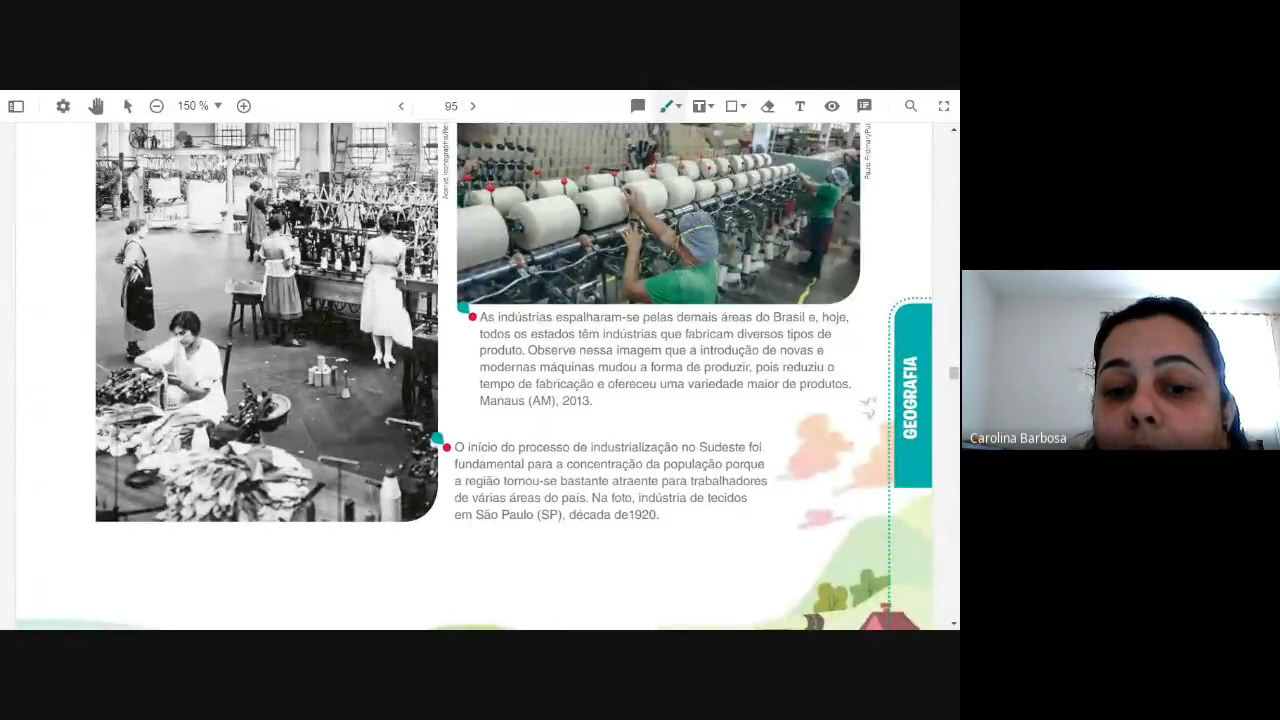 150 %
95
T
Acervo Iconographia/
As indústrias espalharam-se pelas demais áreas do Brasil e, hoje,
todos os estados têm indústrias que fabricam diversos tipos de
produto. Observe nessa imagem que a introdução de novas e
modernas máquinas mudou a forma de produzir, pois reduziu o
tempo de fabricação e ofereceu uma variedade maior de produtos.
Manaus (AM), 2013.
O início do processo de industrialização no Sudeste foi
fundamental para a concentração da população porque
a região tornou-se bastante atraente para trabalhadores
de várias áreas do país. Na foto, indústria de tecidos
em São Paulo (SP), década de1920.
GEOGRAFIA
Carolina Barbosa